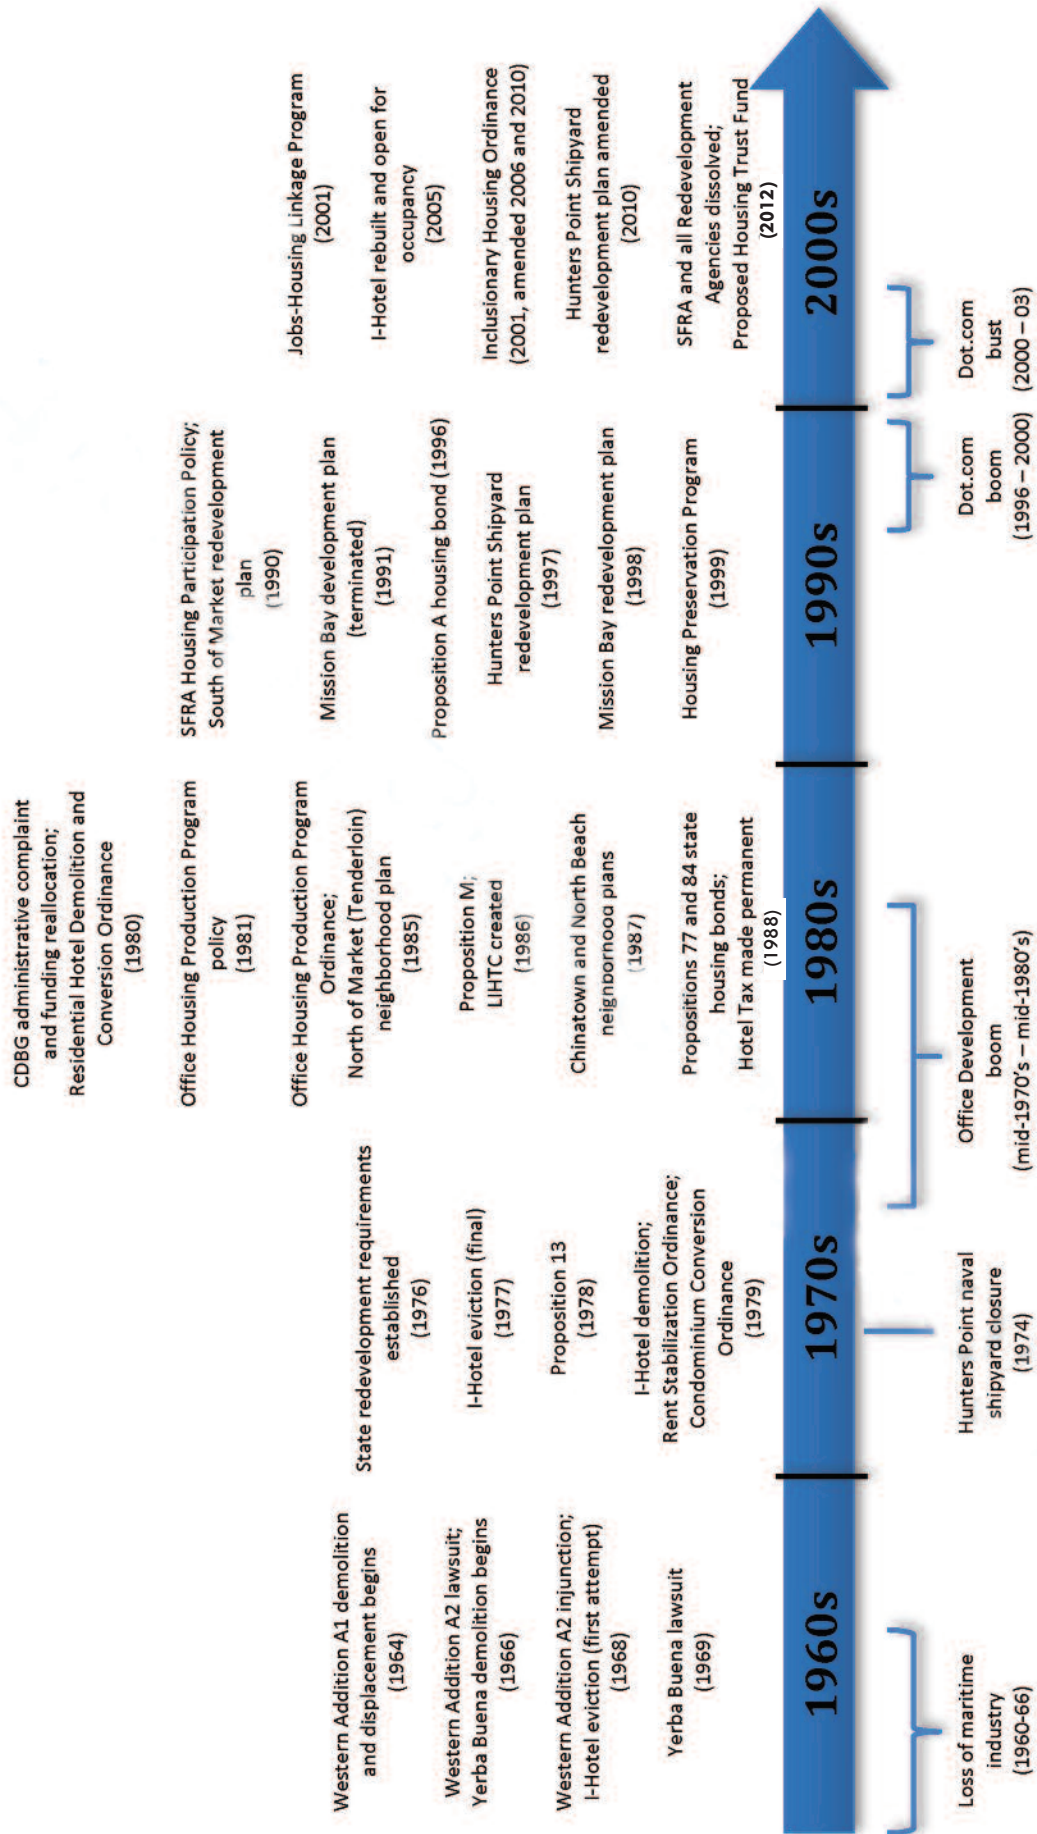 Western Addition A1 demolition
and displacement begins
(1964)
Western Addition A2 lawsuit;
Yerba Buena demolition begins
(1966)
Western Addition A2 injunction;
I-Hotel eviction (first attempt)
(1968)
Yerba Buena lawsuit
(1969)
State redevelopment requirements
established
(1976)
I-Hotel eviction (final)
(1977)
Proposition 13
(1978)
I-Hotel demolition;
Rent Stabilization Ordinance;
Condominium Conversion
Ordinance
(1979)
CDBG administrative complaint
and funding reallocation;
Residential Hotel Demolition and
Conversion Ordinance
(1980)
Office Housing Production Program
policy
(1981)
Office Housing Production Program
Ordinance;
North of Market (Tenderloin)
neighborhood plan
(1985)
Proposition M;
LIHTC created
(1986)
Chinatown and North Beach
neighborhood plans
(1987)
Propositions 77 and 84 state
housing bonds;
Hotel Tax made permanent
(1988)
SFRA Housing Participation Policy;
South of Market redevelopment
plan
(1990)
Mission Bay development plan
(terminated)
(1991)
Proposition A housing bond (1996)
Hunters Point Shipyard
redevelopment plan
(1997)
Mission Bay redevelopment plan
(1998)
Housing Preservation Program
(1999)
Jobs-Housing Linkage Program
(2001)
I-Hotel rebuilt and open for
occupancy
(2005)
Inclusionary Housing Ordinance
(2001, amended 2006 and 2010)
Hunters Point Shipyard
redevelopment plan amended
(2010)
SFRA and all Redevelopment
Agencies dissolved;
Proposed Housing Trust Fund
(2012)
1960s
1970s
1980s
1990s
2000s
Loss of maritime
industry
(1960-66)
Hunters Point naval
shipyard closure
(1974)
Office Development
boom
(mid-1970's – mid-1980's)
Dot.com
boom
(1996 – 2000)
Dot.com
bust
(2000 – 03)